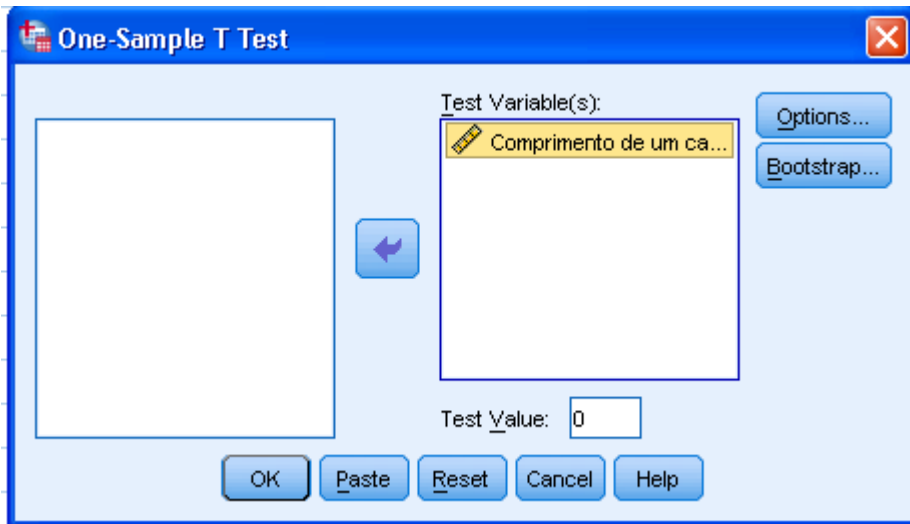 One-Sample T Test
Test Variable(s):
Comprimento de um ca...
Options...
Bootstrap...
Test Value: 0
OK Paste Reset Cancel Help